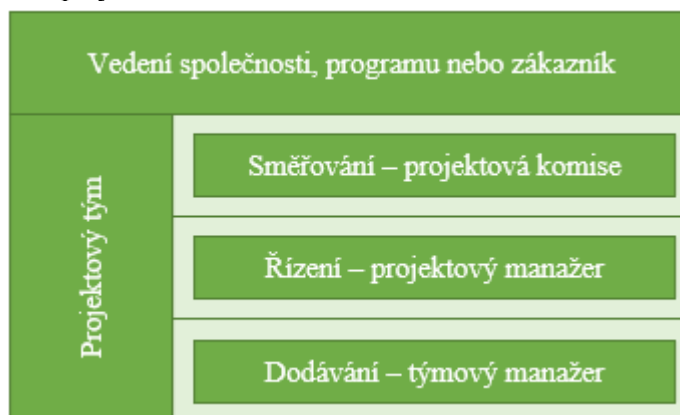 Vedení společnosti, programu nebo zákazník
Projektový tým
Směřování – projektová komise
Řízení – projektový manažer
Dodávání – týmový manažer